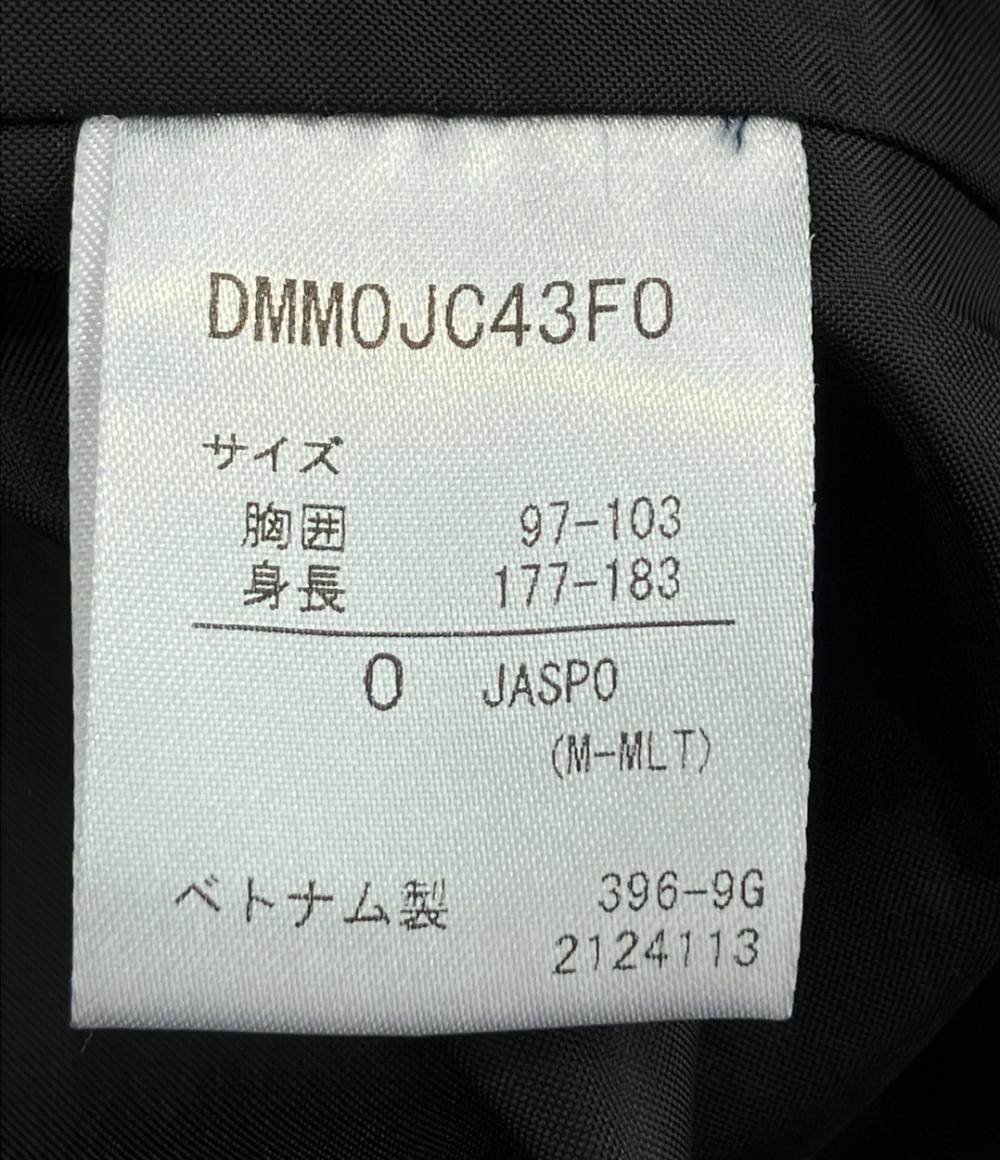 DMMOJC43F0
サイズ
胸囲 97-103
身長 177-183
O JASPO
(M-MLT)
ベトナム製 396-9G
2124113